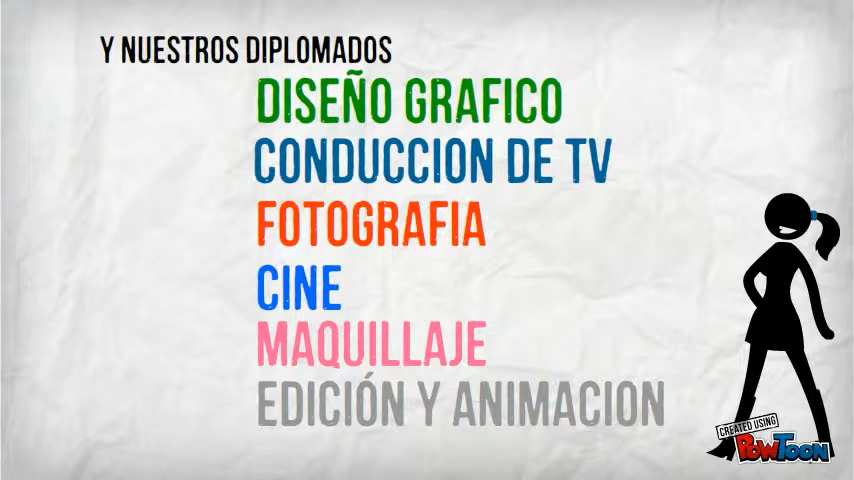 Y NUESTROS DIPLOMADOS
DISEÑO GRAFICO
CONDUCCION DE TV
FOTOGRAFIA
CINE
MAQUILLAJE
EDICIÓN Y ANIMACION
CREATED USING
POWTOON